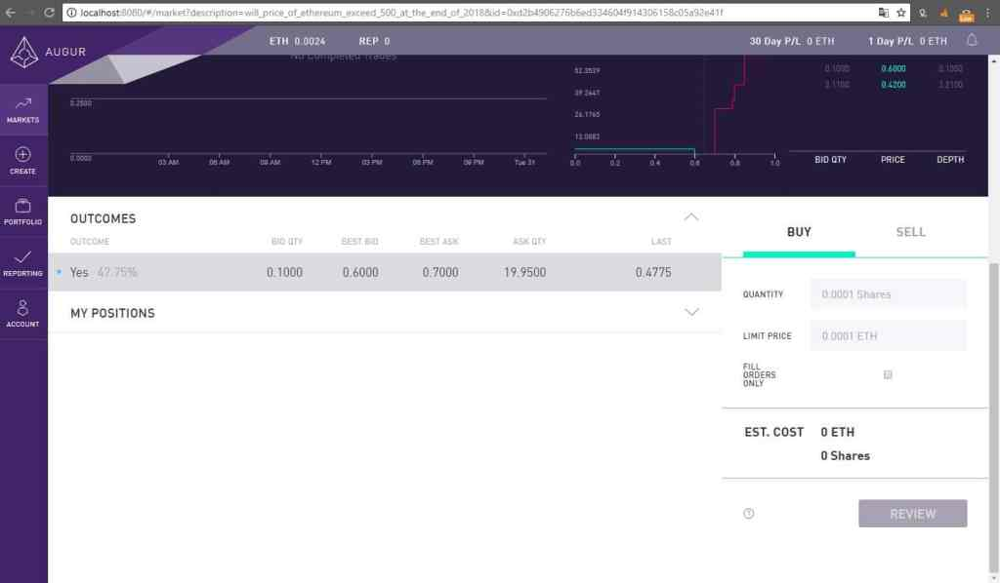 localhost:8080/#/market?description=will_price_of_ethereum_exceed_500_at_the_end_of_2018&id=0xd2b4906276b6ed334604f914306158c05a92e41f
AUGUR
ETH 0.0024 REP 0 30 Day P/L 0 ETH 1 Day P/L 0 ETH
No Completed Trades
0.2500
0.0000
03 AM 06 AM 09 AM 12 PM 03 PM 06 PM 09 PM Tue 31
52.3529
39.2647
26.1765
13.0882
0.0 0.2 0.4 0.6 0.8 1.0
0.1000 0.6000 0.1000
3.1100 0.4200 3.2100
BID QTY PRICE DEPTH
MARKETS
CREATE
PORTFOLIO
REPORTING
ACCOUNT
OUTCOMES
OUTCOME BID QTY BEST BID BEST ASK ASK QTY LAST
Yes 47.75% 0.1000 0.6000 0.7000 19.9500 0.4775
MY POSITIONS
BUY SELL
QUANTITY 0.0001 Shares
LIMIT PRICE 0.0001 ETH
FILL
ORDERS
ONLY
EST. COST 0 ETH
0 Shares
REVIEW